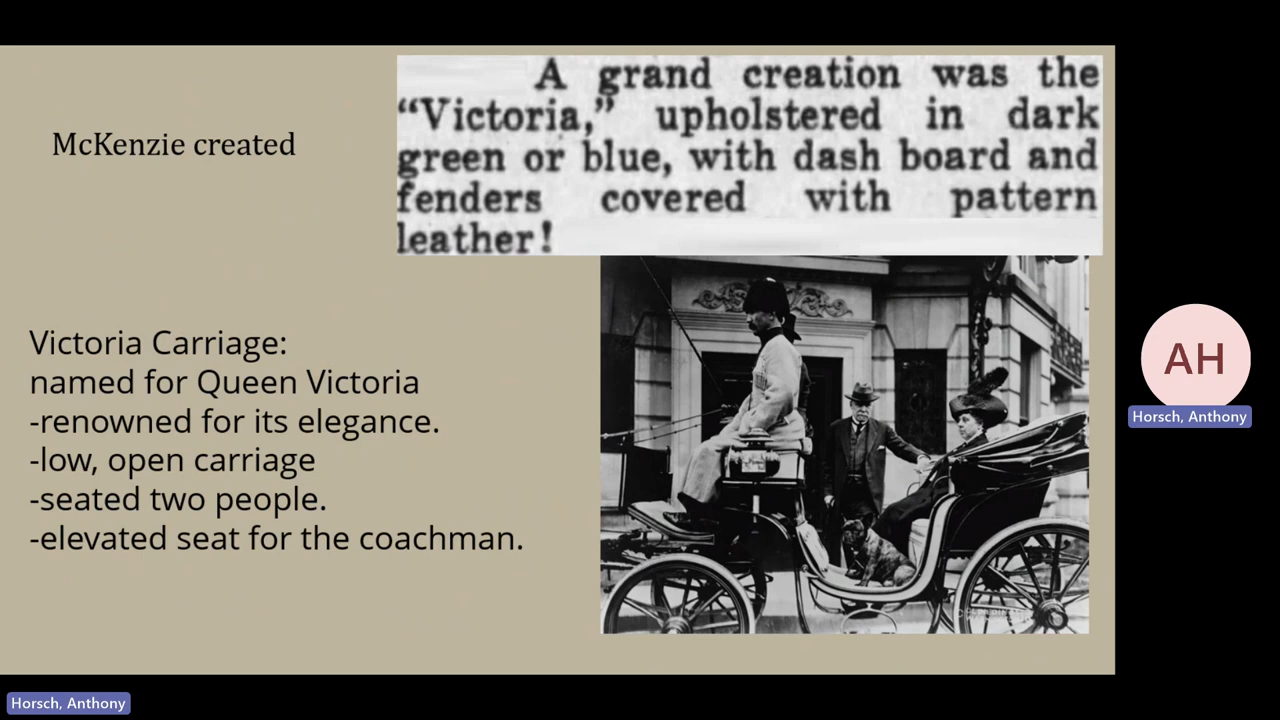 McKenzie created
A grand creation was the
“Victoria,” upholstered in dark
green or blue, with dash board and
fenders covered with pattern
leather!
Victoria Carriage:
named for Queen Victoria
-renowned for its elegance.
-low, open carriage
-seated two people.
-elevated seat for the coachman.
AH
Horsch, Anthony
Horsch, Anthony